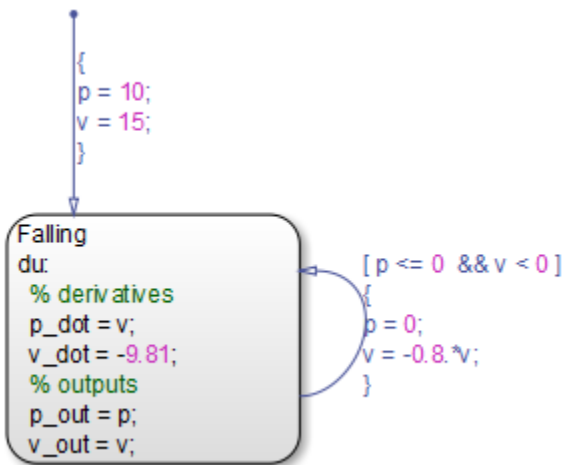 {
p = 10;
v = 15;
}
Falling
du:
% derivatives
p_dot = v;
v_dot = -9.81;
% outputs
p_out = p;
v_out = v;
[ p <= 0 && v < 0 ]
{
p = 0;
v = -0.8.*v;
}